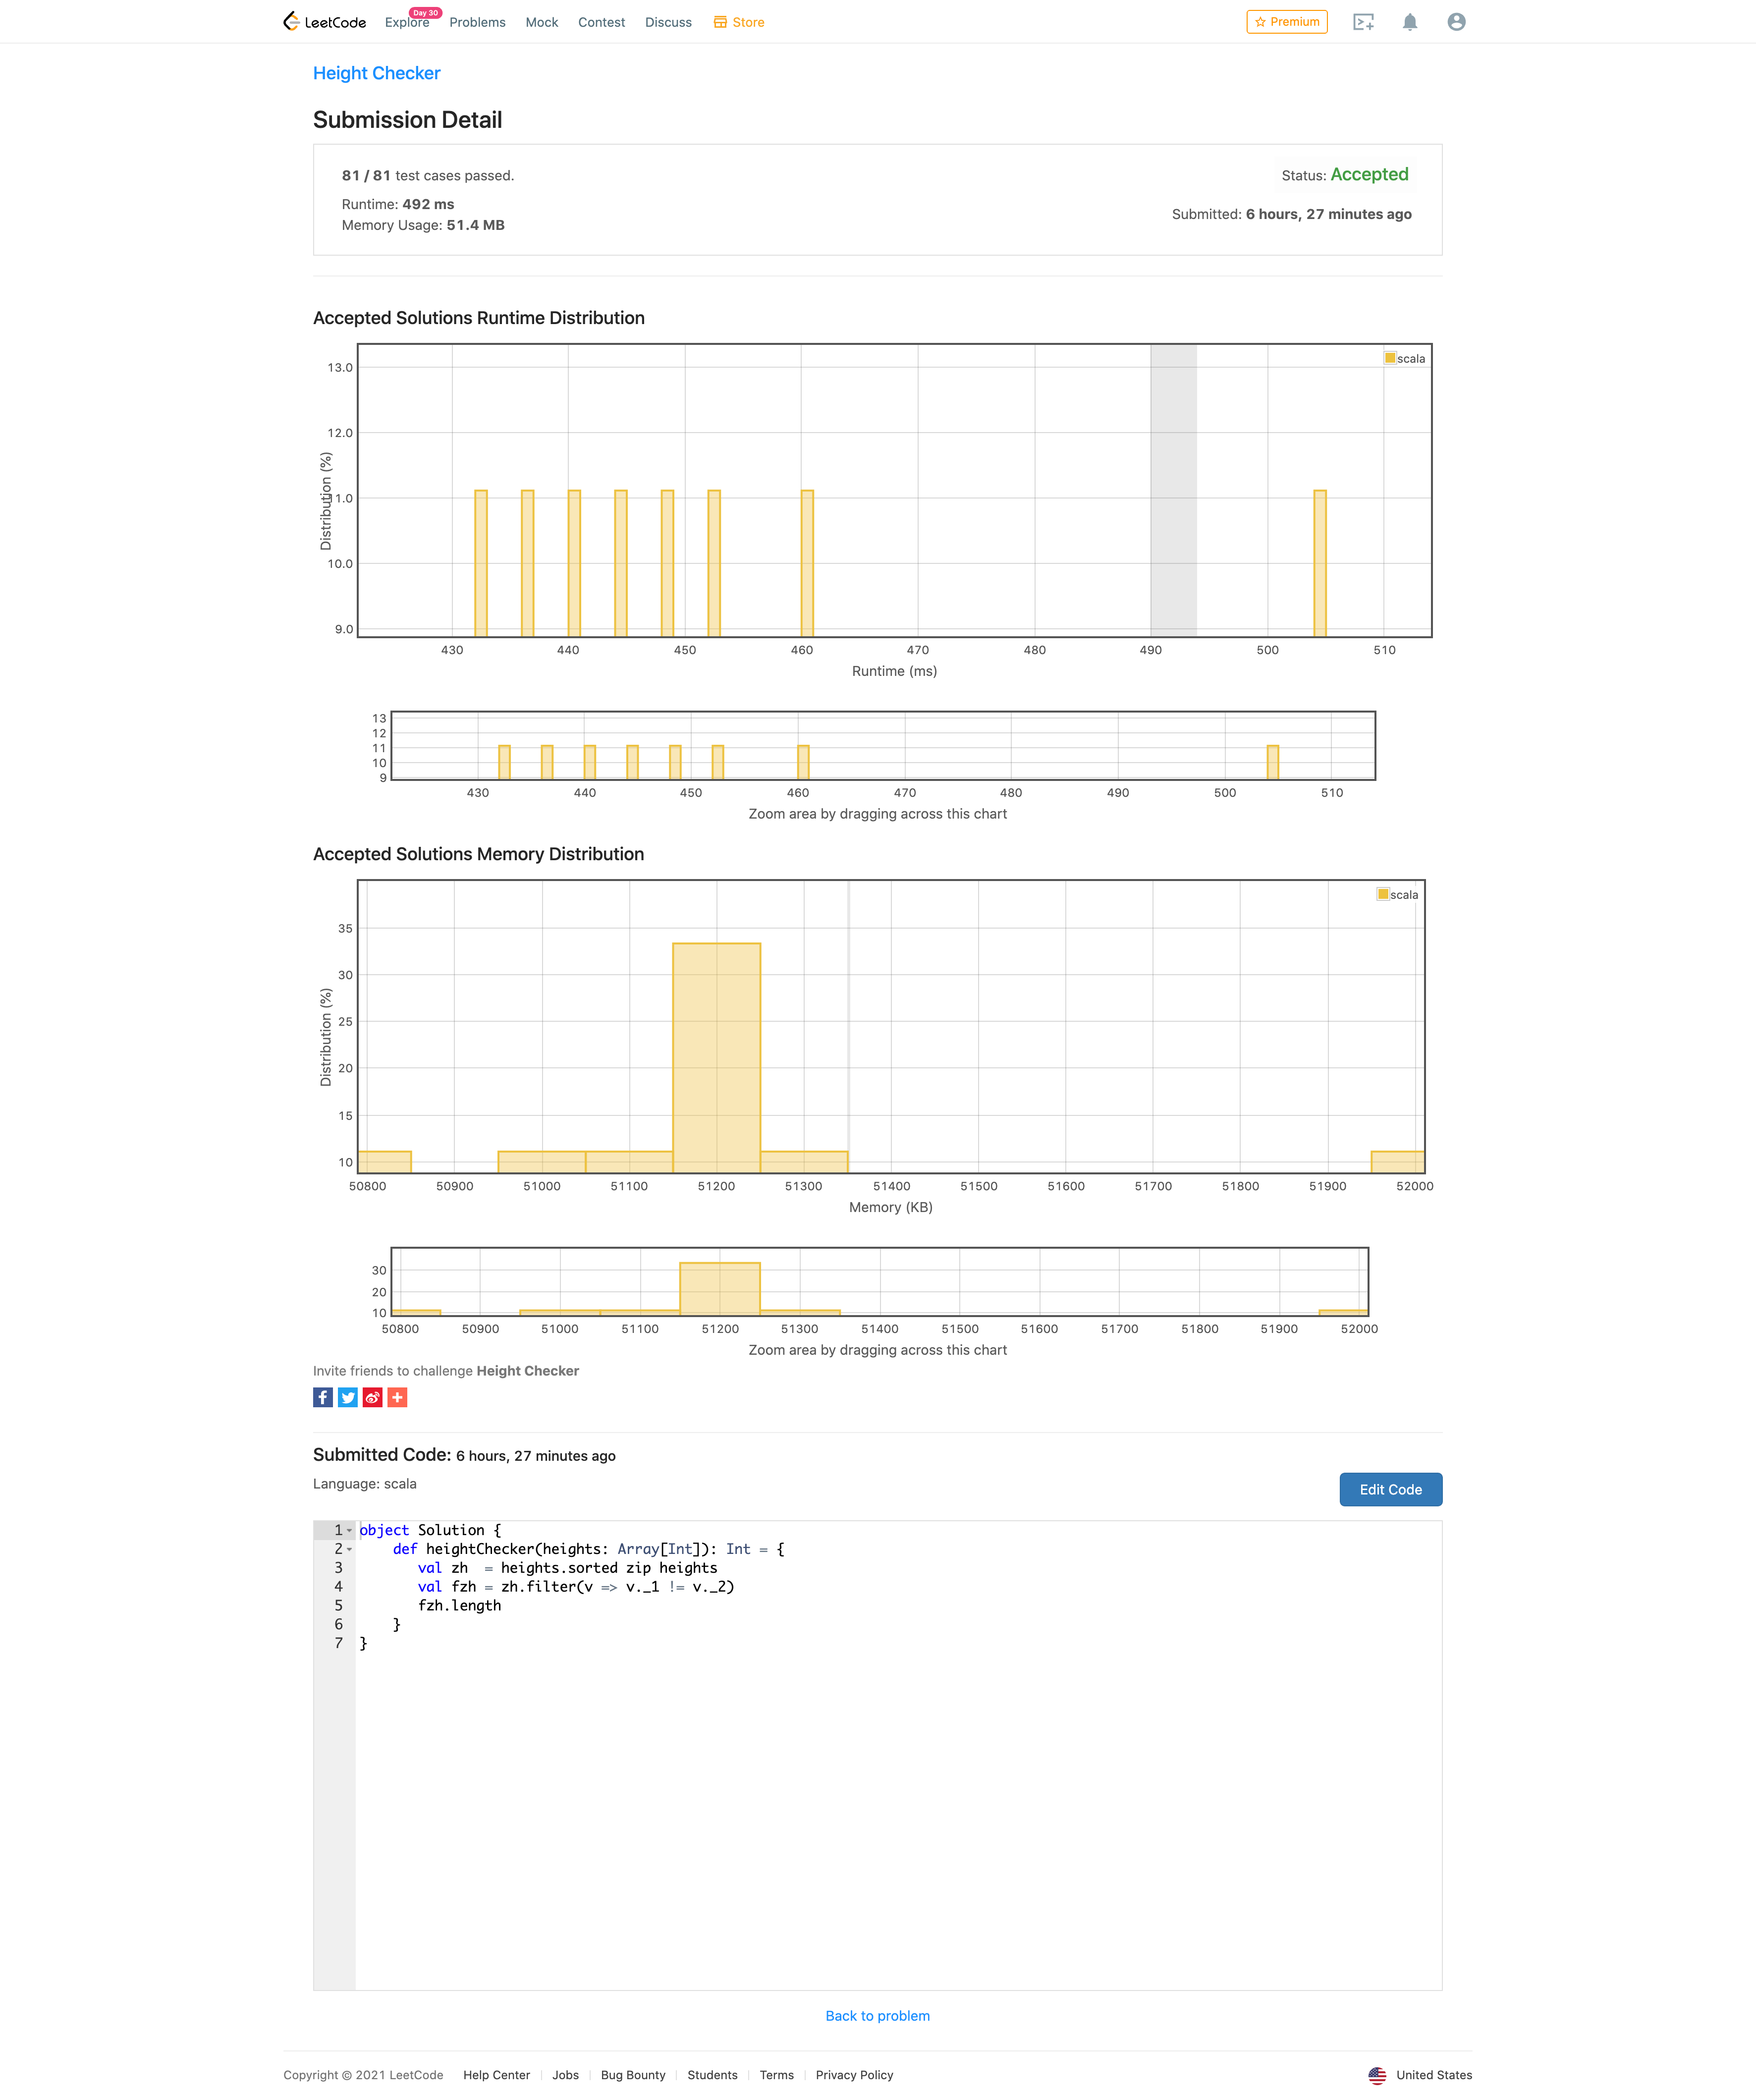 LeetCode Explore Day 30 Problems Mock Contest Discuss Store Premium
Height Checker
Submission Detail
81 / 81 test cases passed.
Status: Accepted
Runtime: 492 ms
Submitted: 6 hours, 27 minutes ago
Memory Usage: 51.4 MB
Accepted Solutions Runtime Distribution
scala
13.0
12.0
11.0
10.0
9.0
Distribution (%)
430 440 450 460 470 480 490 500 510
Runtime (ms)
13
12
11
10
9
430 440 450 460 470 480 490 500 510
Zoom area by dragging across this chart
Accepted Solutions Memory Distribution
scala
35
30
25
20
15
10
Distribution (%)
50800 50900 51000 51100 51200 51300 51400 51500 51600 51700 51800 51900 52000
Memory (KB)
30
20
10
50800 50900 51000 51100 51200 51300 51400 51500 51600 51700 51800 51900 52000
Zoom area by dragging across this chart
Invite friends to challenge Height Checker
Submitted Code: 6 hours, 27 minutes ago
Language: scala
Edit Code
1 object Solution {
2     def heightChecker(heights: Array[Int]): Int = {
3        val zh  = heights.sorted zip heights
4        val fzh = zh.filter(v => v._1 != v._2)
5        fzh.length
6     }
7 }
Back to problem
Copyright © 2021 LeetCode Help Center Jobs Bug Bounty Students Terms Privacy Policy United States